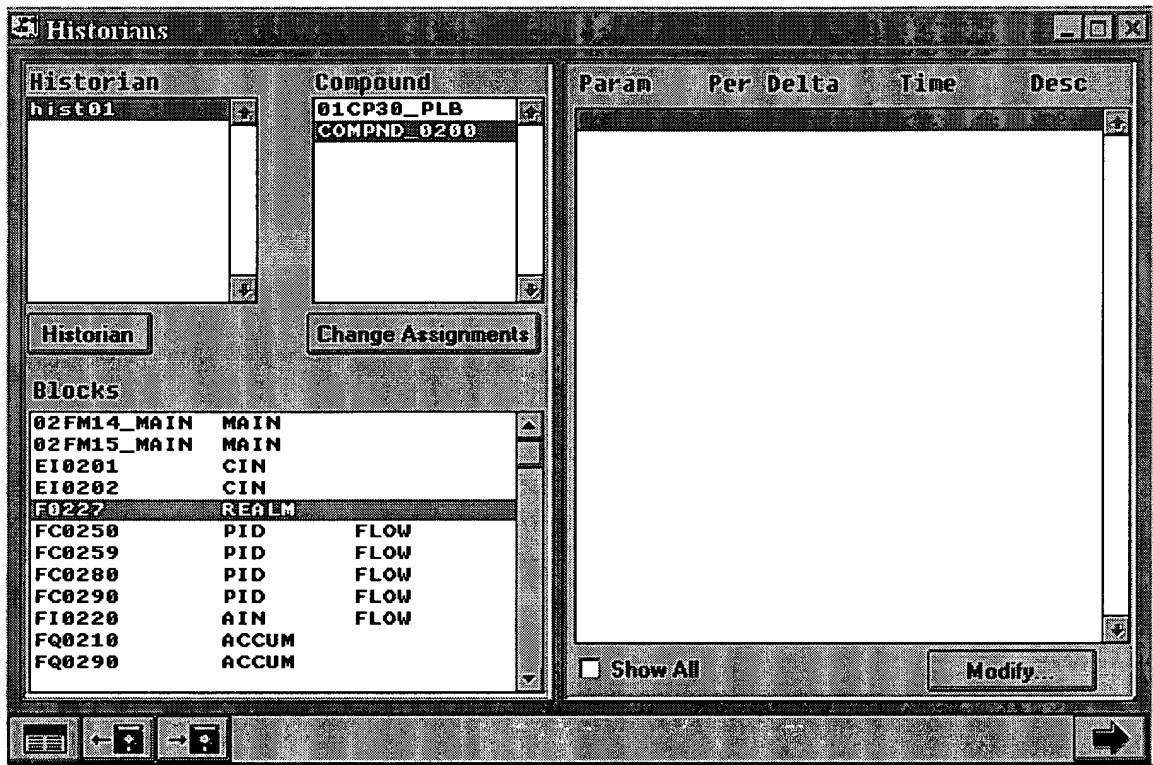 Historians
Historian Compound
hist01
01CP30_PLB
COMPND_0200
Historian Change Assignments
Blocks
02FM14_MAIN MAIN
02FM15_MAIN MAIN
EI0201 CIN
EI0202 CIN
F0227 REALM
FC0250 PID FLOW
FC0259 PID FLOW
FC0280 PID FLOW
FC0290 PID FLOW
FI0220 AIN FLOW
FQ0210 ACCUM
FQ0290 ACCUM
Param Per Delta Time Desc
Show All Modify...